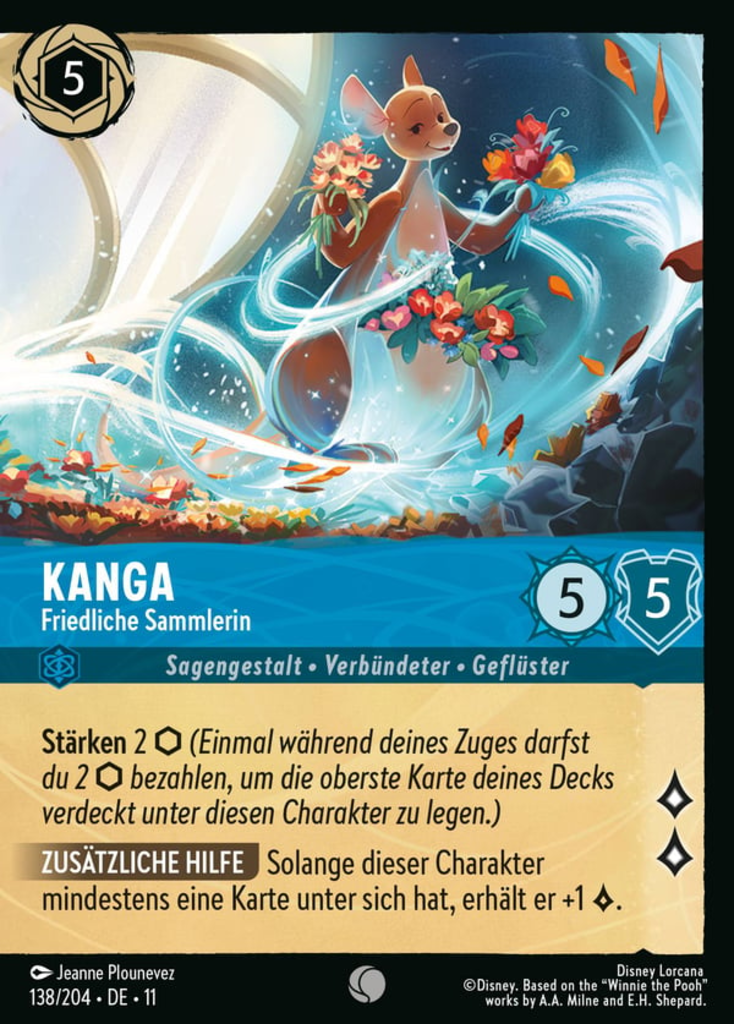 5
KANGA
Friedliche Sammlerin
5 5
Sagengestalt • Verbündeter • Geflüster
Stärken 2 ⬡ (Einmal während deines Zuges darfst
du 2 ⬡ bezahlen, um die oberste Karte deines Decks
verdeckt unter diesen Charakter zu legen.)
ZUSÄTZLICHE HILFE Solange dieser Charakter
mindestens eine Karte unter sich hat, erhält er +1 ⟡.
Jeanne Plounevez
138/204 • DE • 11
Disney Lorcana
©Disney. Based on the “Winnie the Pooh”
works by A.A. Milne and E.H. Shepard.